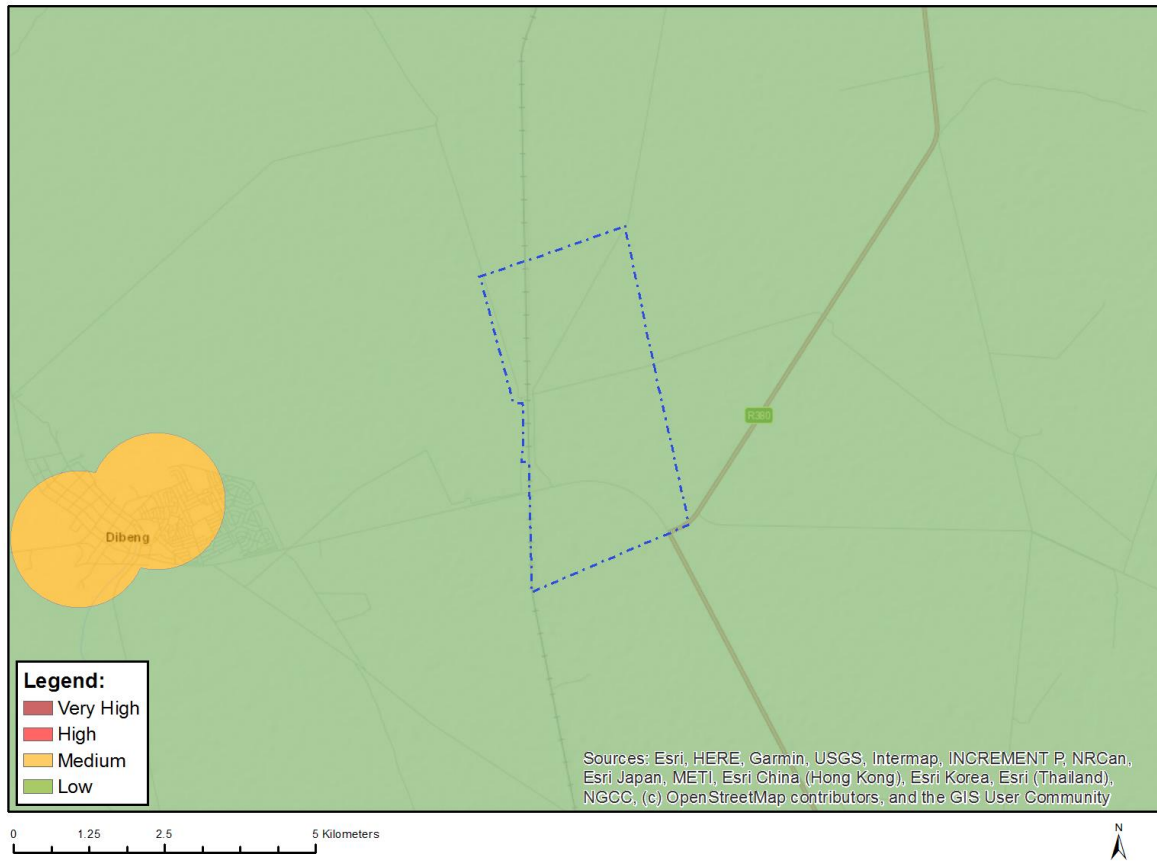 R380
Dibeng
Legend:
Very High
High
Medium
Low
Sources: Esri, HERE, Garmin, USGS, Intermap, INCREMENT P, NRCan,
Esri Japan, METI, Esri China (Hong Kong), Esri Korea, Esri (Thailand),
NGCC, (c) OpenStreetMap contributors, and the GIS User Community
0 1.25 2.5 5 Kilometers
N